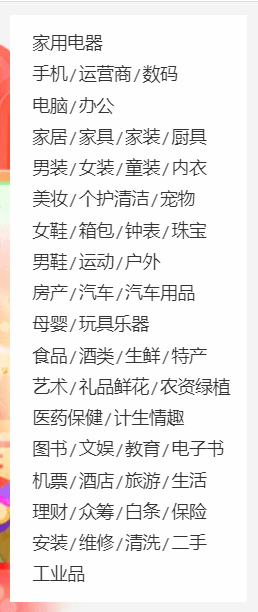 家用电器
手机/运营商/数码
电脑/办公
家居/家具/家装/厨具
男装/女装/童装/内衣
美妆/个护清洁/宠物
女鞋/箱包/钟表/珠宝
男鞋/运动/户外
房产/汽车/汽车用品
母婴/玩具乐器
食品/酒类/生鲜/特产
艺术/礼品鲜花/农资绿植
医药保健/计生情趣
图书/文娱/教育/电子书
机票/酒店/旅游/生活
理财/众筹/白条/保险
安装/维修/清洗/二手
工业品